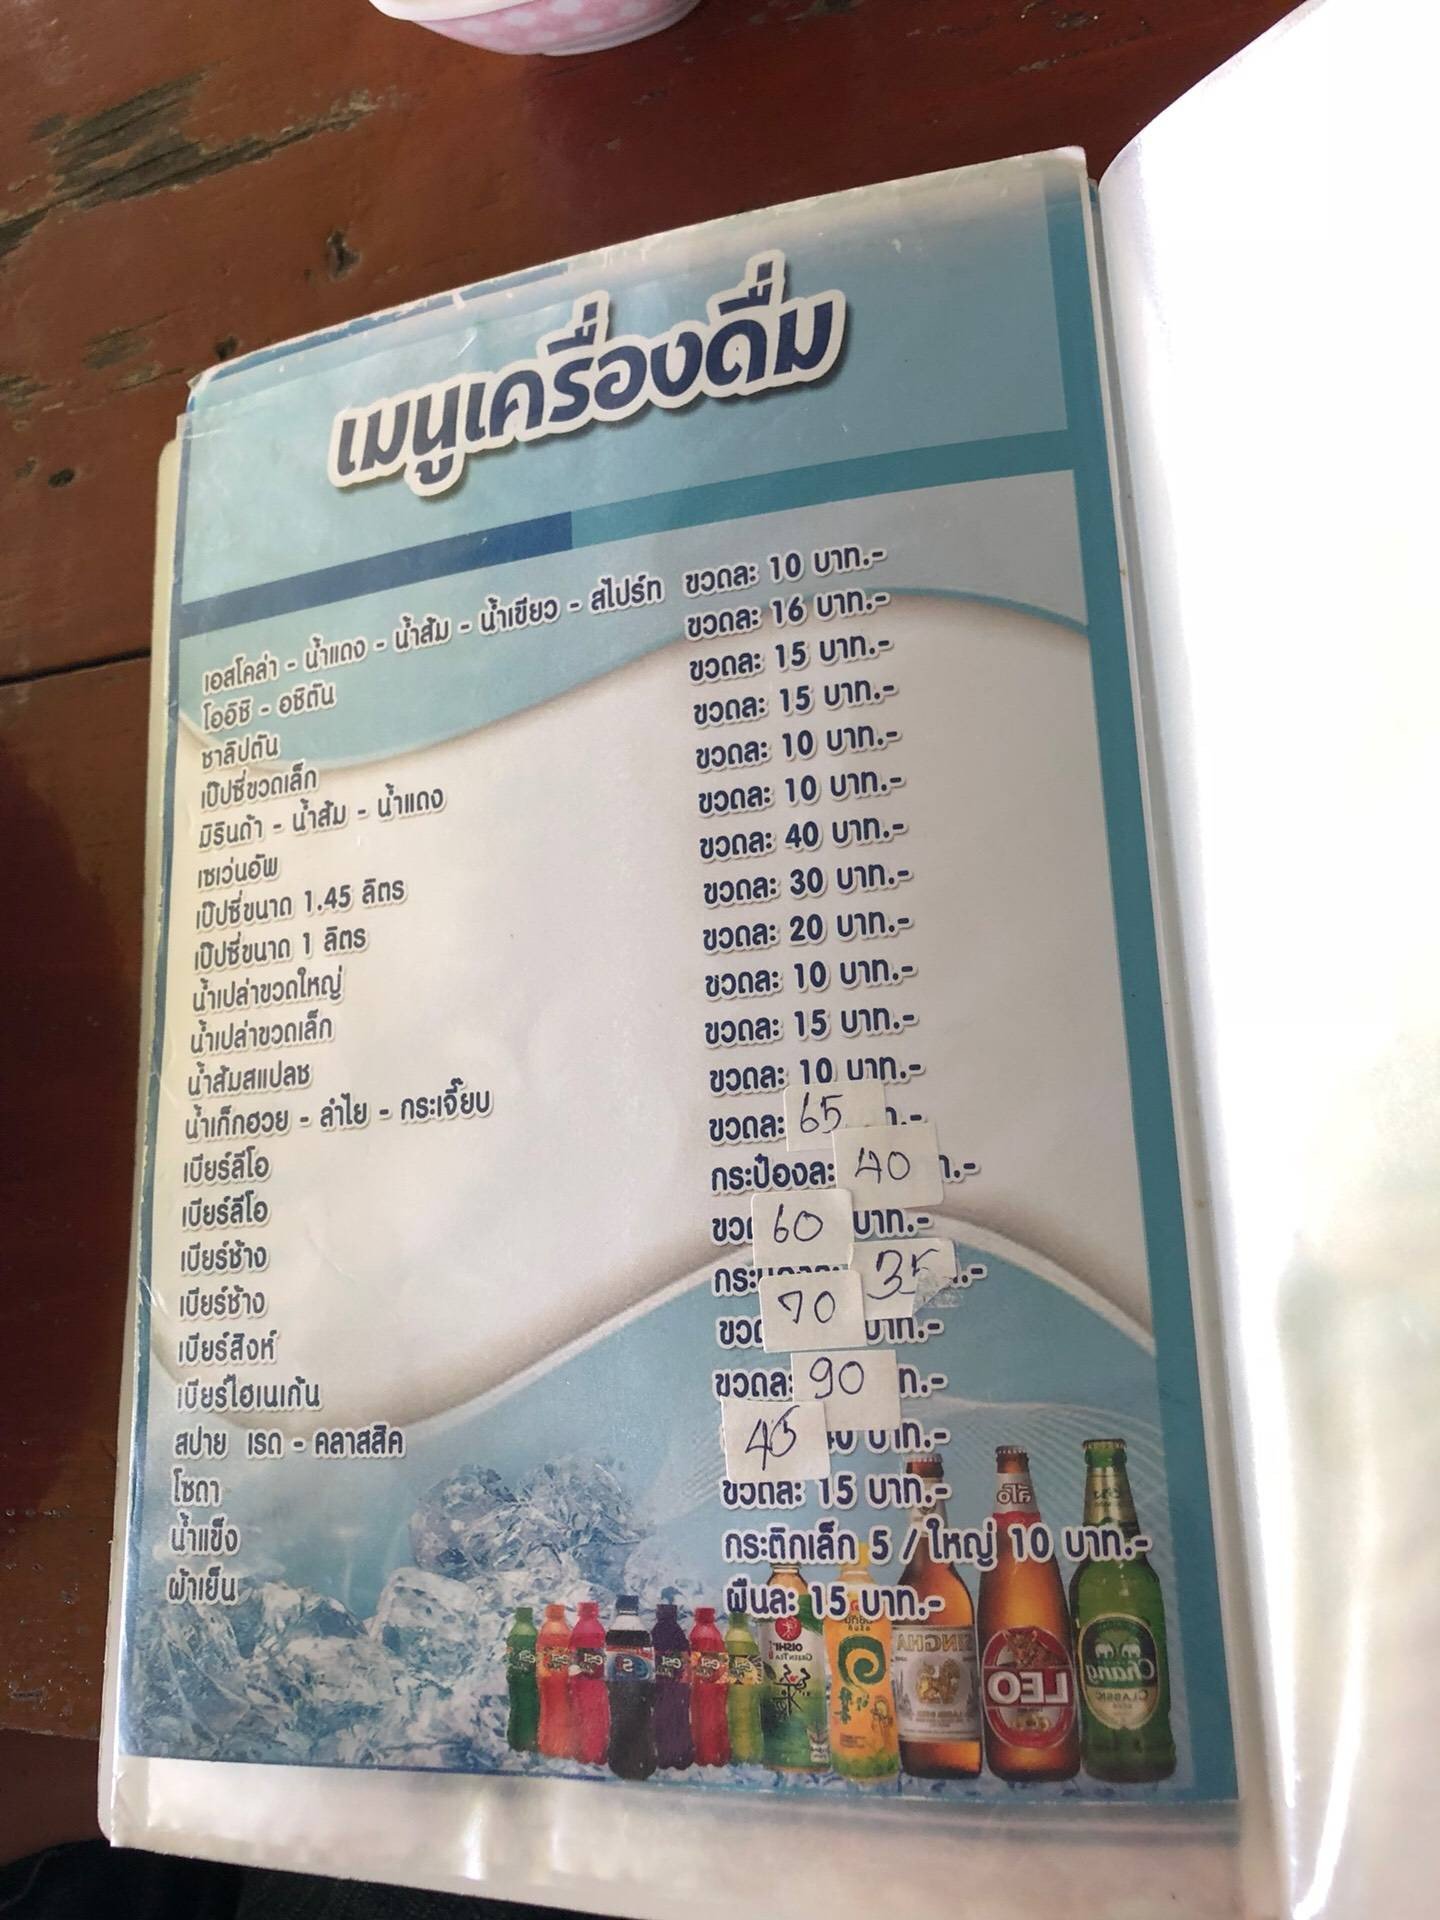 เมนูเครื่องดื่ม
เอสโคล่า - น้ำแดง - น้ำส้ม - น้ำเขียว - สไปร์ท ขวดละ 10 บาท.-
โออิชิ - อชิตัน ขวดละ 16 บาท.-
ชาลิปตัน ขวดละ 15 บาท.-
เป๊ปซี่ขวดเล็ก ขวดละ 15 บาท.-
มิรินด้า - น้ำส้ม - น้ำแดง ขวดละ 10 บาท.-
เซเว่นอัพ ขวดละ 10 บาท.-
เป๊ปซี่ขนาด 1.45 ลิตร ขวดละ 40 บาท.-
เป๊ปซี่ขนาด 1 ลิตร ขวดละ 30 บาท.-
น้ำเปล่าขวดใหญ่ ขวดละ 20 บาท.-
น้ำเปล่าขวดเล็ก ขวดละ 10 บาท.-
น้ำส้มสแปลช ขวดละ 15 บาท.-
น้ำเก็กฮวย - ลำไย - กระเจี๊ยบ ขวดละ 10 บาท.-
เบียร์ลีโอ ขวดละ 65 .-
เบียร์ลีโอ กระป๋องละ 40 .-
เบียร์ช้าง 60 บาท.-
เบียร์ช้าง 35 .-
เบียร์สิงห์ 70 บาท.-
เบียร์ไฮเนเก้น ขวดละ 90 .-
สปาย เรด - คลาสสิค 45 40 บาท.-
โซดา ขวดละ 15 บาท.-
น้ำแข็ง กระติกเล็ก 5 / ใหญ่ 10 บาท.-
ผ้าเย็น ผืนละ 15 บาท.-
est est est est est OISHI GREEN TEA SINGHA ลีโอ LEO Chang CLASSIC